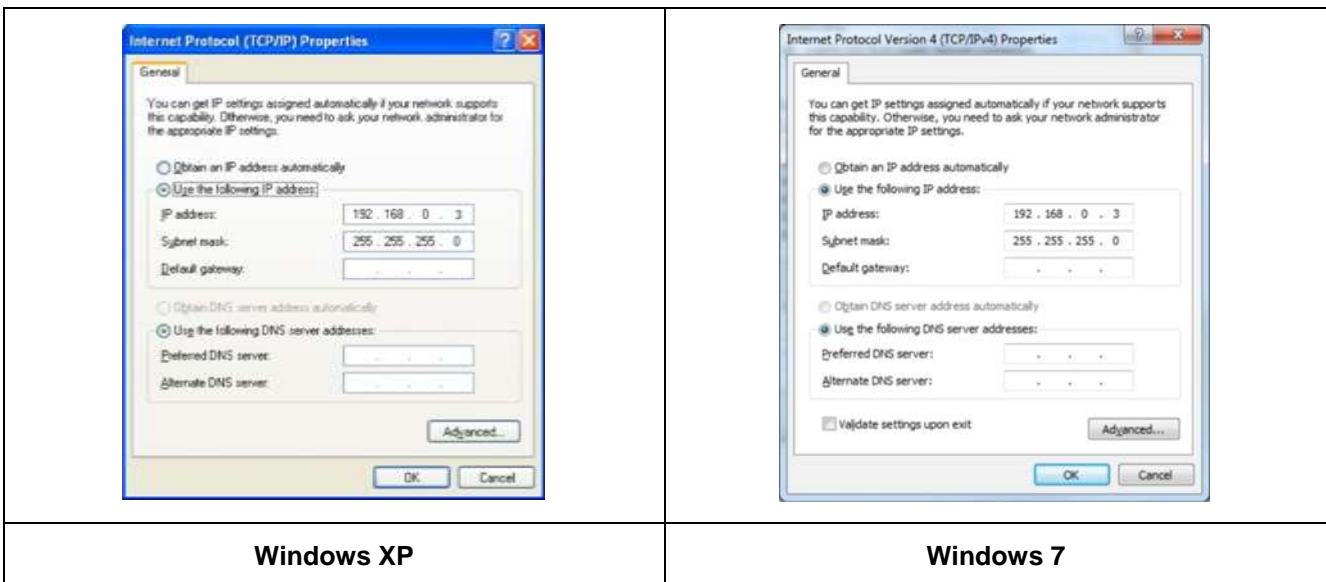 Internet Protocol (TCP/IP) Properties
General
You can get IP settings assigned automatically if your network supports
this capability. Otherwise, you need to ask your network administrator for
the appropriate IP settings.
Obtain an IP address automatically
Use the following IP address:
IP address: 192 . 168 . 0 . 3
Subnet mask: 255 . 255 . 255 . 0
Default gateway: . . .
Obtain DNS server address automatically
Use the following DNS server addresses:
Preferred DNS server: . . .
Alternate DNS server: . . .
Advanced...
OK Cancel
Windows XP
Internet Protocol Version 4 (TCP/IPv4) Properties
General
You can get IP settings assigned automatically if your network supports
this capability. Otherwise, you need to ask your network administrator
for the appropriate IP settings.
Obtain an IP address automatically
Use the following IP address:
IP address: 192 . 168 . 0 . 3
Subnet mask: 255 . 255 . 255 . 0
Default gateway: . . .
Obtain DNS server address automatically
Use the following DNS server addresses:
Preferred DNS server: . . .
Alternate DNS server: . . .
Validate settings upon exit Advanced...
OK Cancel
Windows 7